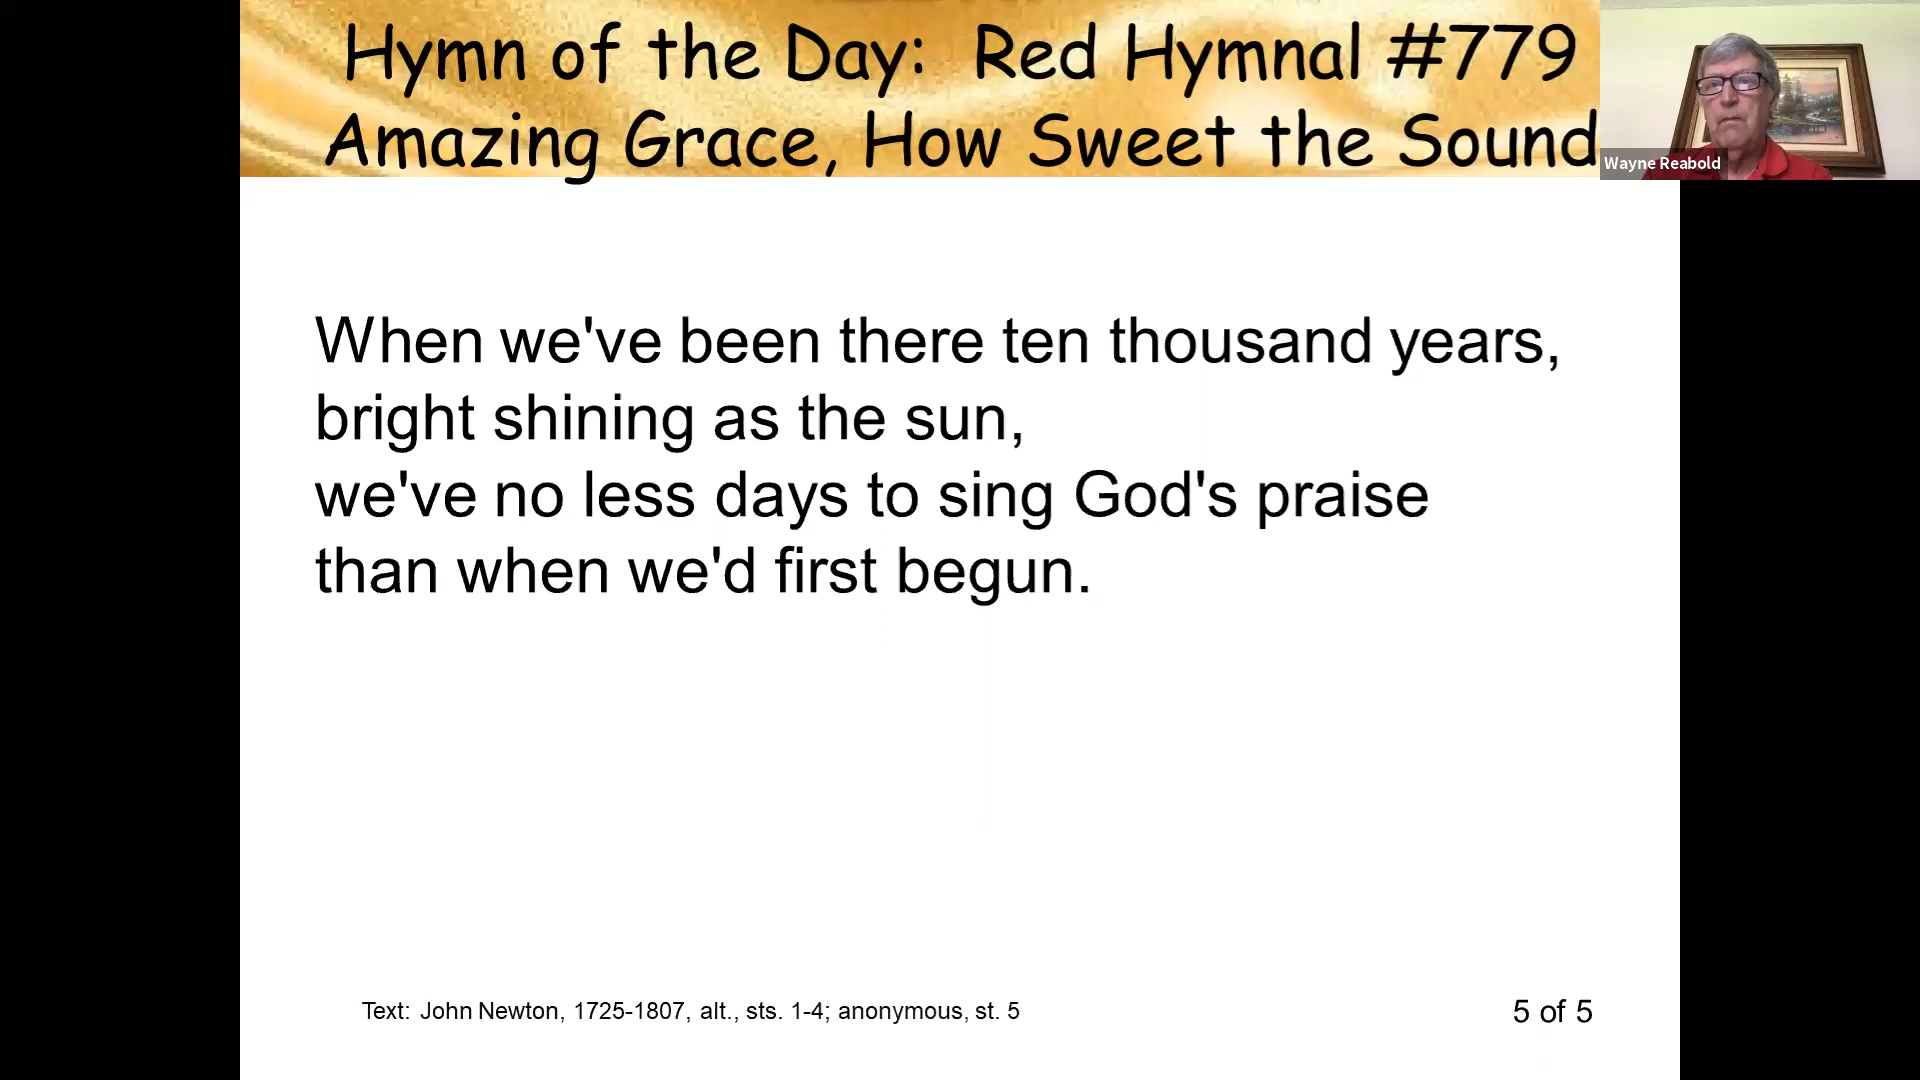 Hymn of the Day:  Red Hymnal #779
Amazing Grace, How Sweet the Sound
Wayne Reabold
When we've been there ten thousand years,
bright shining as the sun,
we've no less days to sing God's praise
than when we'd first begun.
Text:  John Newton, 1725-1807, alt., sts. 1-4; anonymous, st. 5
5 of 5